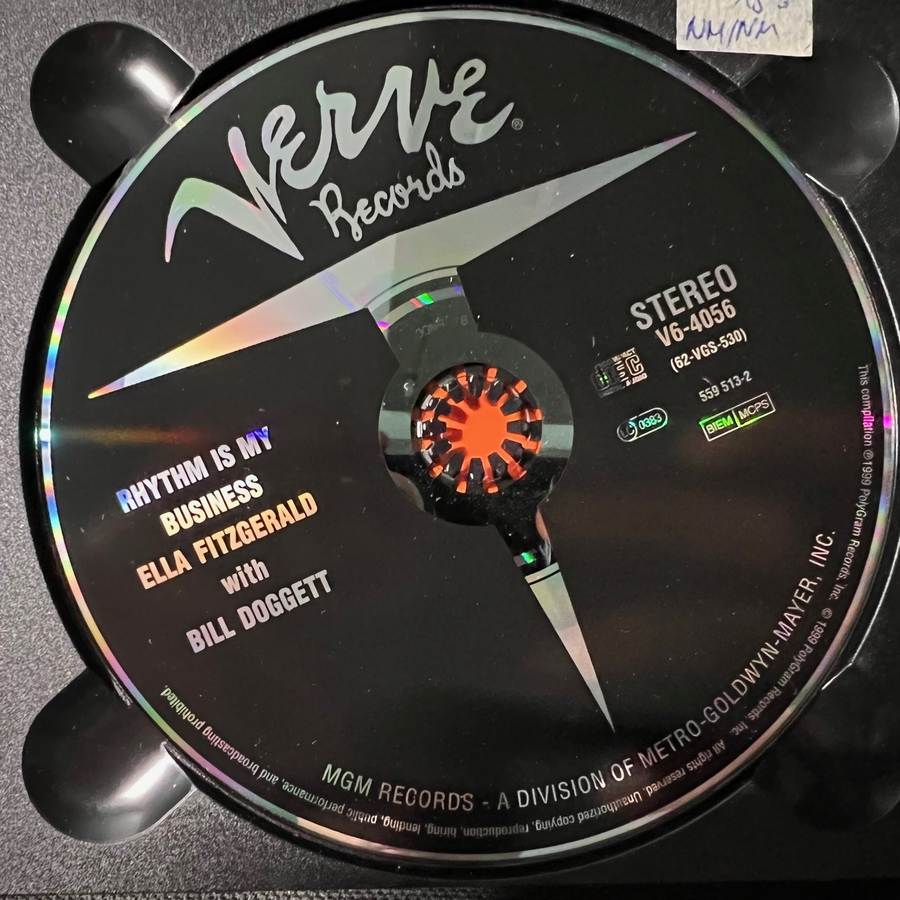 NM/NM
VERVE®
Records
STEREO
V6-4056
(62-VGS-530)
559 513-2
LC 0383
BIEM MCPS
RHYTHM IS MY
BUSINESS
ELLA FITZGERALD
with
BILL DOGGETT
MGM RECORDS - A DIVISION OF METRO-GOLDWYN-MAYER, INC.
This compilation ℗1999 PolyGram Records, Inc. © 1999 PolyGram Records, Inc. All rights reserved. Unauthorized copying, reproduction, hiring, lending, public performance, and broadcasting prohibited.